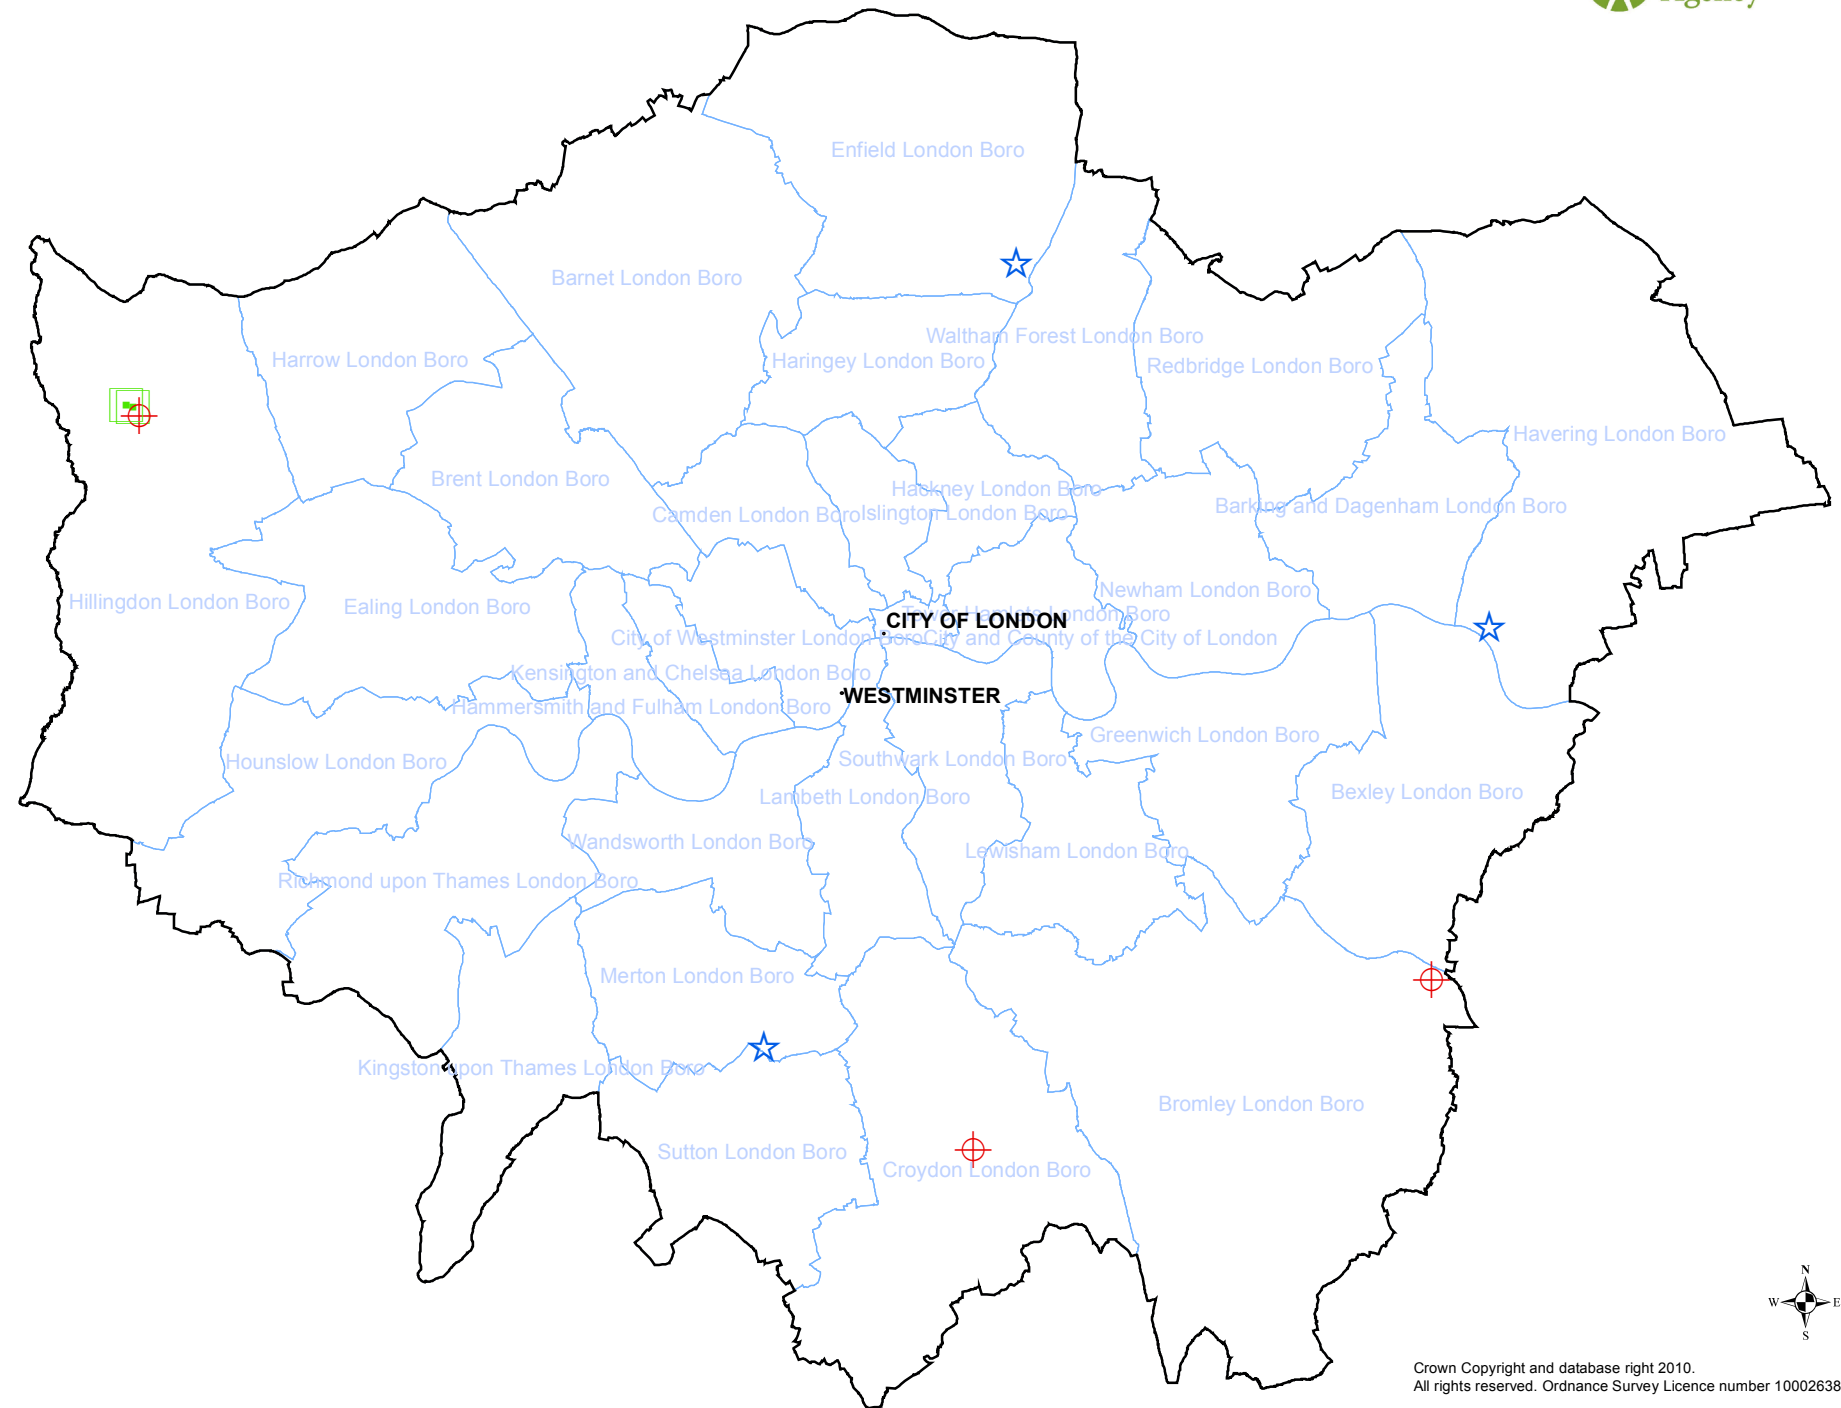 Agency
Enfield London Boro
Barnet London Boro
Waltham Forest London Boro
Harrow London Boro
Haringey London Boro
Redbridge London Boro
Havering London Boro
Brent London Boro
Hackney London Boro
Camden London Boro
Islington London Boro
Barking and Dagenham London Boro
Newham London Boro
Hillingdon London Boro
Ealing London Boro
Tower Hamlets London Boro
CITY OF LONDON
City of Westminster London Boro
City and County of the City of London
Kensington and Chelsea London Boro
WESTMINSTER
Hammersmith and Fulham London Boro
Greenwich London Boro
Hounslow London Boro
Southwark London Boro
Lambeth London Boro
Bexley London Boro
Wandsworth London Boro
Lewisham London Boro
Richmond upon Thames London Boro
Merton London Boro
Kingston upon Thames London Boro
Bromley London Boro
Sutton London Boro
Croydon London Boro
N
W E
S
Crown Copyright and database right 2010.
All rights reserved. Ordnance Survey Licence number 10002638